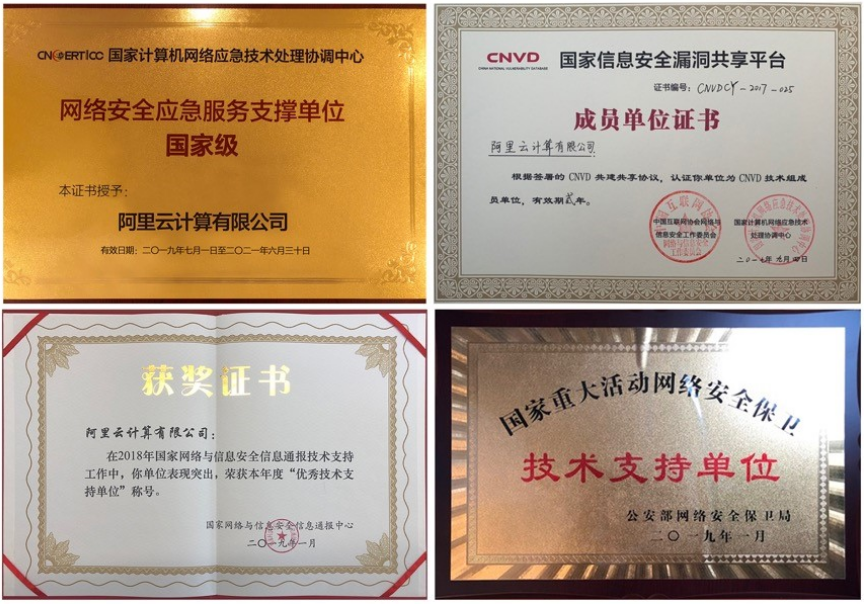 CNCERT/CC 国家计算机网络应急技术处理协调中心
网络安全应急服务支撑单位
国家级
本证书授予：
阿里云计算有限公司
有效日期：二〇一九年七月一日至二〇二一年六月三十日
CNVD 国家信息安全漏洞共享平台
CHINA NATIONAL VULNERABILITY DATABASE
证书编号：CNVDCY-2017-025
成员单位证书
阿里云计算有限公司
根据签署的 CNVD 共建共享协议，认证你单位为 CNVD 技术组成
员单位，有效期 年。
中国互联网协会网络与
信息安全工作委员会
国家计算机网络应急技术
处理协调中心
二〇一七年九月四日
获奖证书
阿里云计算有限公司：
在2018年国家网络与信息安全信息通报技术支持
工作中，你单位表现突出，荣获本年度“优秀技术支
持单位”称号。
国家网络与信息安全信息通报中心
二〇一九年一月
国家重大活动网络安全保卫
技术支持单位
公安部网络安全保卫局
二〇一九年一月